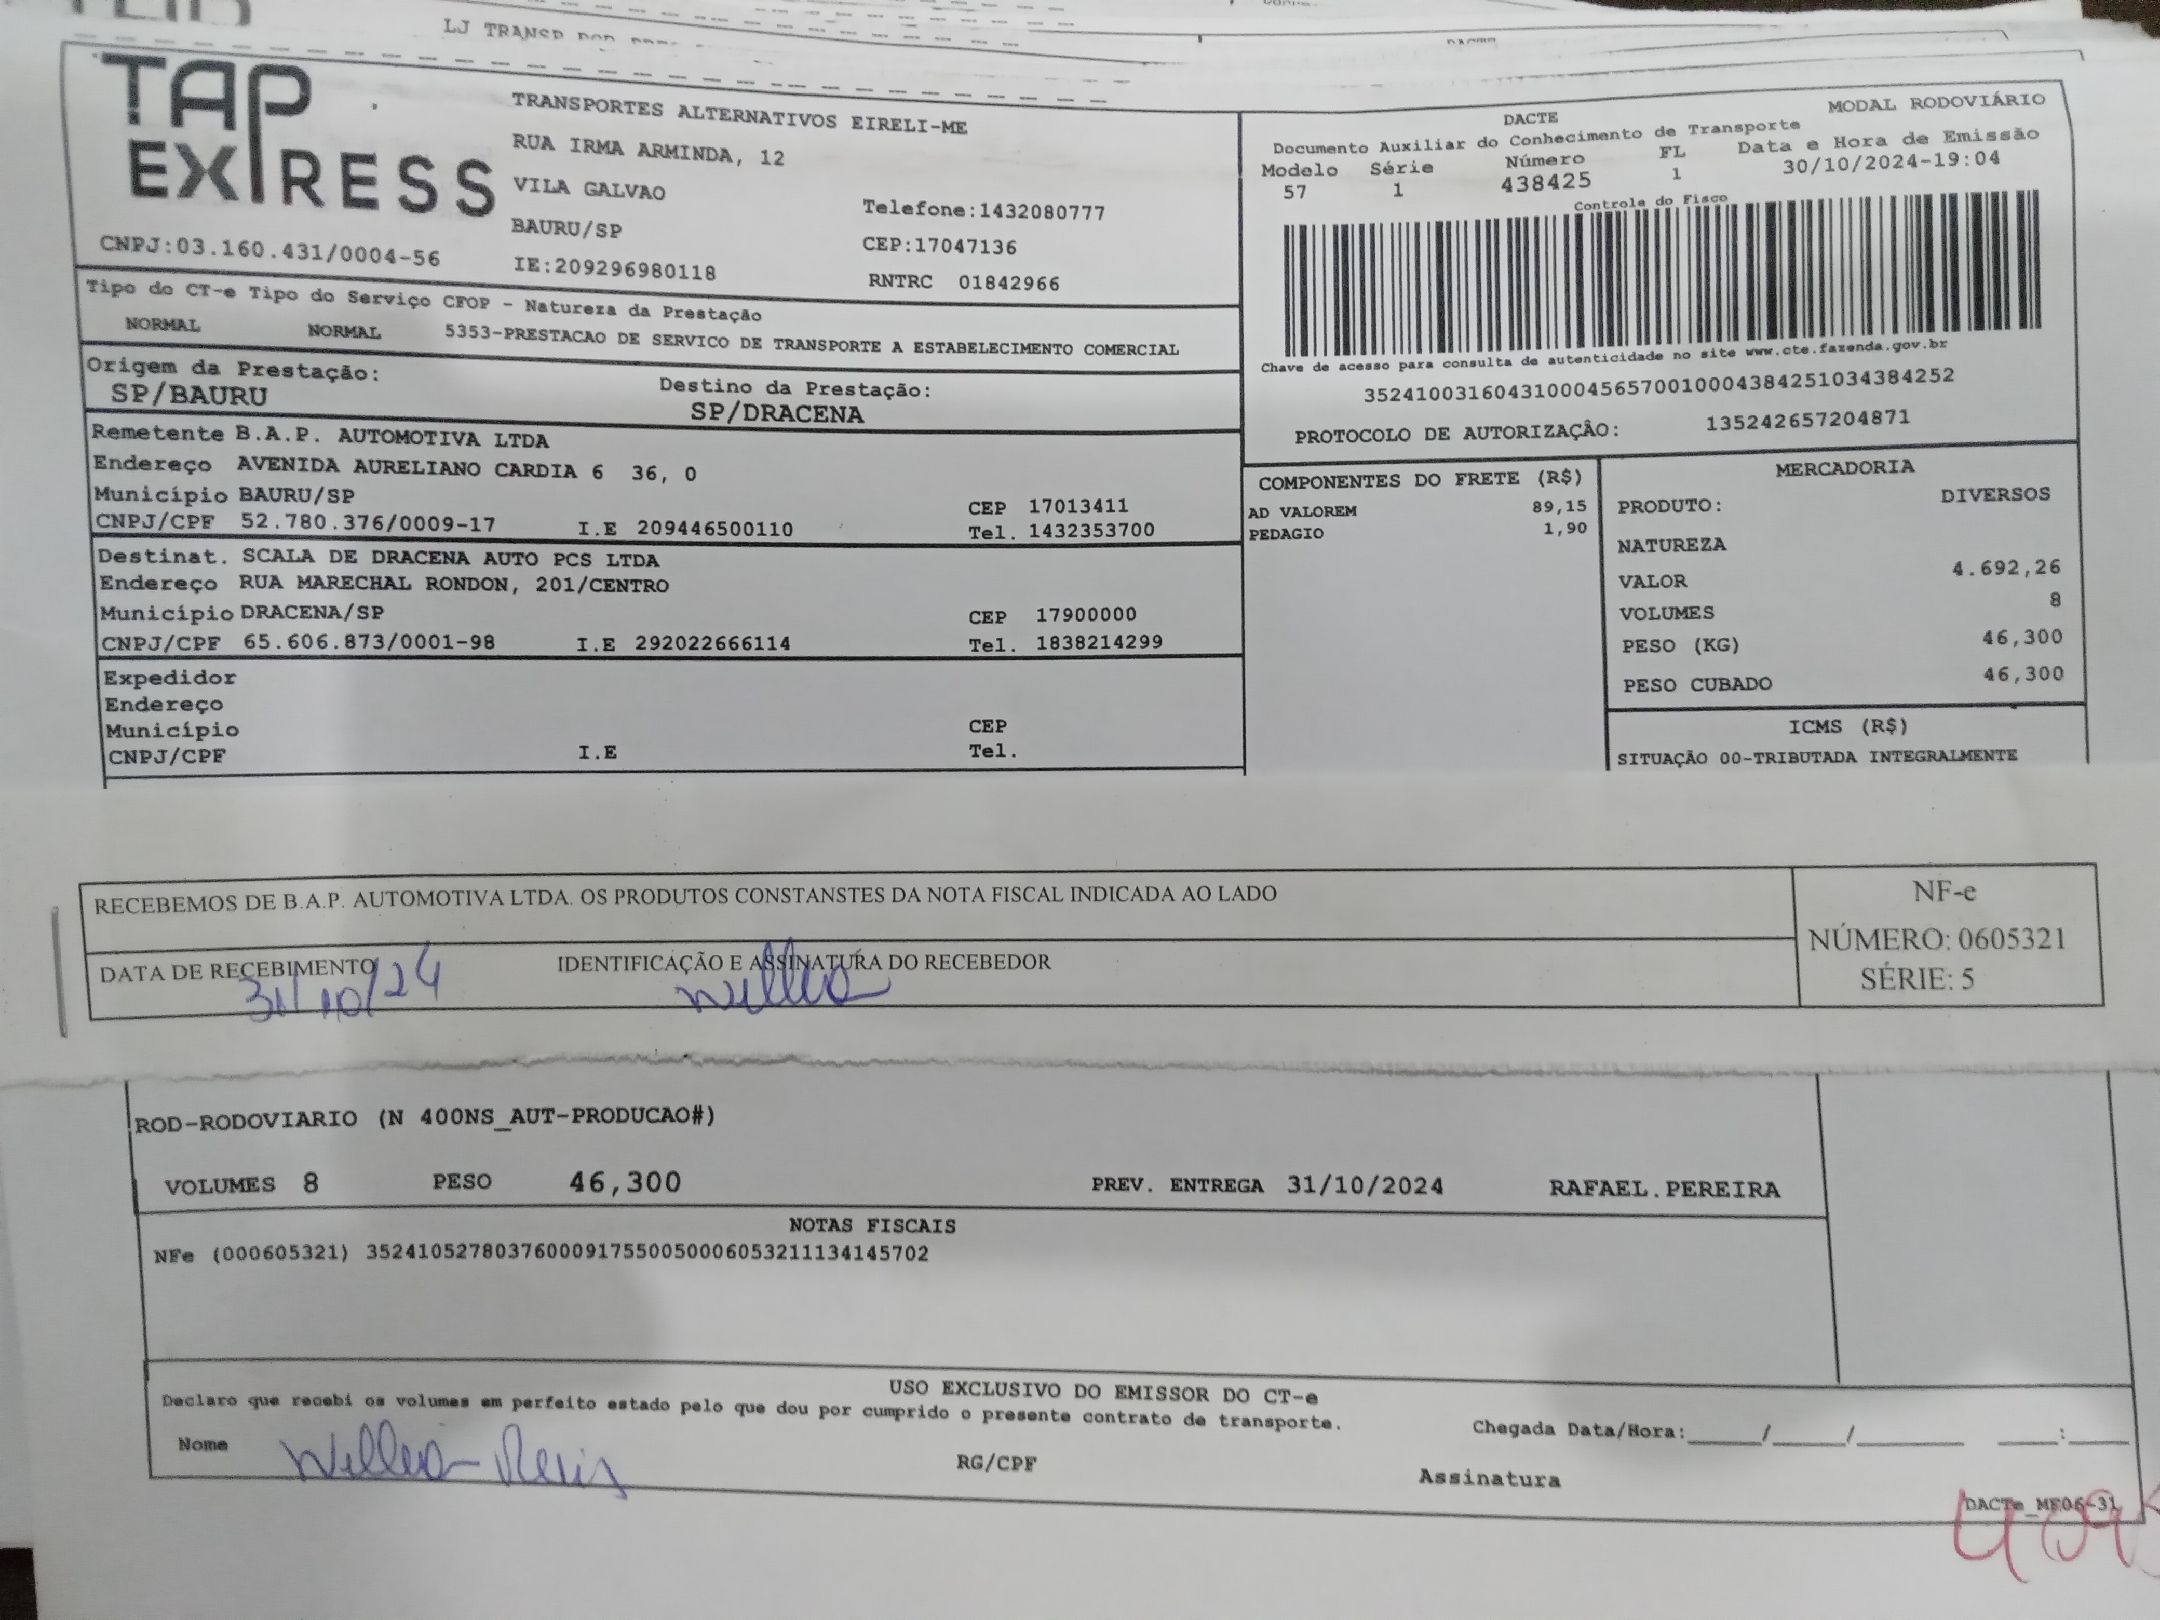 LJ TRANSP
TAP EXPRESS
TRANSPORTES ALTERNATIVOS EIRELI-ME
RUA IRMA ARMINDA, 12
VILA GALVAO
Telefone:1432080777
BAURU/SP
CEP:17047136
CNPJ:03.160.431/0004-56
IE:209296980118
RNTRC 01842966
DACTE
MODAL RODOVIÁRIO
Documento Auxiliar do Conhecimento de Transporte
Modelo Série Número FL Data e Hora de Emissão
57 1 438425 1 30/10/2024-19:04
Controle do Fisco
Chave de acesso para consulta de autenticidade no site www.cte.fazenda.gov.br
35241003160431000456570010004384251034384252
PROTOCOLO DE AUTORIZAÇÃO: 135242657204871
Tipo do CT-e Tipo do Serviço CFOP - Natureza da Prestação
NORMAL NORMAL 5353-PRESTACAO DE SERVICO DE TRANSPORTE A ESTABELECIMENTO COMERCIAL
Origem da Prestação: Destino da Prestação:
SP/BAURU SP/DRACENA
Remetente B.A.P. AUTOMOTIVA LTDA
Endereço AVENIDA AURELIANO CARDIA 6 36, 0
Município BAURU/SP CEP 17013411
CNPJ/CPF 52.780.376/0009-17 I.E 209446500110 Tel. 1432353700
Destinat. SCALA DE DRACENA AUTO PCS LTDA
Endereço RUA MARECHAL RONDON, 201/CENTRO
Município DRACENA/SP CEP 17900000
CNPJ/CPF 65.606.873/0001-98 I.E 292022666114 Tel. 1838214299
Expedidor
Endereço
Município CEP
CNPJ/CPF I.E Tel.
COMPONENTES DO FRETE (R$)
AD VALOREM 89,15
PEDAGIO 1,90
MERCADORIA
PRODUTO: DIVERSOS
NATUREZA
VALOR 4.692,26
VOLUMES 8
PESO (KG) 46,300
PESO CUBADO 46,300
ICMS (R$)
SITUAÇÃO 00-TRIBUTADA INTEGRALMENTE
RECEBEMOS DE B.A.P. AUTOMOTIVA LTDA. OS PRODUTOS CONSTANSTES DA NOTA FISCAL INDICADA AO LADO
DATA DE RECEBIMENTO IDENTIFICAÇÃO E ASSINATURA DO RECEBEDOR
31/10/24
NF-e
NÚMERO: 0605321
SÉRIE: 5
ROD-RODOVIARIO (N 400NS_AUT-PRODUCAO#)
VOLUMES 8 PESO 46,300 PREV. ENTREGA 31/10/2024 RAFAEL.PEREIRA
NOTAS FISCAIS
NFe (000605321) 35241052780376000917550050006053211134145702
USO EXCLUSIVO DO EMISSOR DO CT-e
Declaro que recebi os volumes em perfeito estado pelo que dou por cumprido o presente contrato de transporte.
Chegada Data/Hora:____/____/______ ___:___
Nome
RG/CPF
Assinatura
DACTe_MF06-31